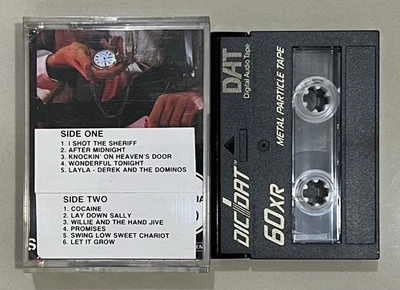 SIDE ONE
1. I SHOT THE SHERIFF
2. AFTER MIDNIGHT
3. KNOCKIN' ON HEAVEN'S DOOR
4. WONDERFUL TONIGHT
5. LAYLA - DEREK AND THE DOMINOS
SIDE TWO
1. COCAINE
2. LAY DOWN SALLY
3. WILLIE AND THE HAND JIVE
4. PROMISES
5. SWING LOW SWEET CHARIOT
6. LET IT GROW
DAT
Digital Audio Tape
DIC//DAT™
60XR
METAL PARTICLE TAPE